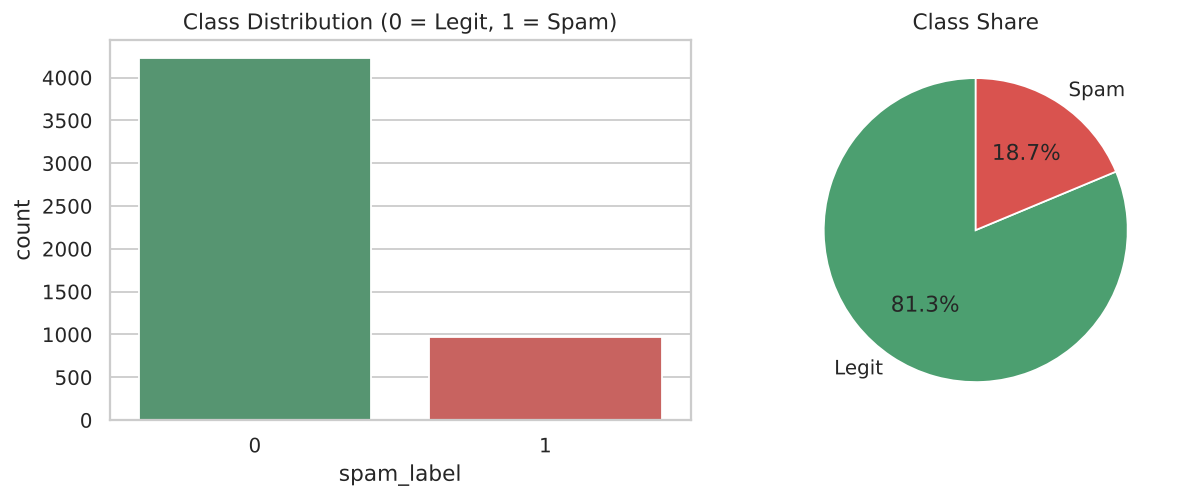 Class Distribution (0 = Legit, 1 = Spam)
count
4000
3500
3000
2500
2000
1500
1000
500
0
0 1
spam_label
Class Share
Spam
18.7%
81.3%
Legit